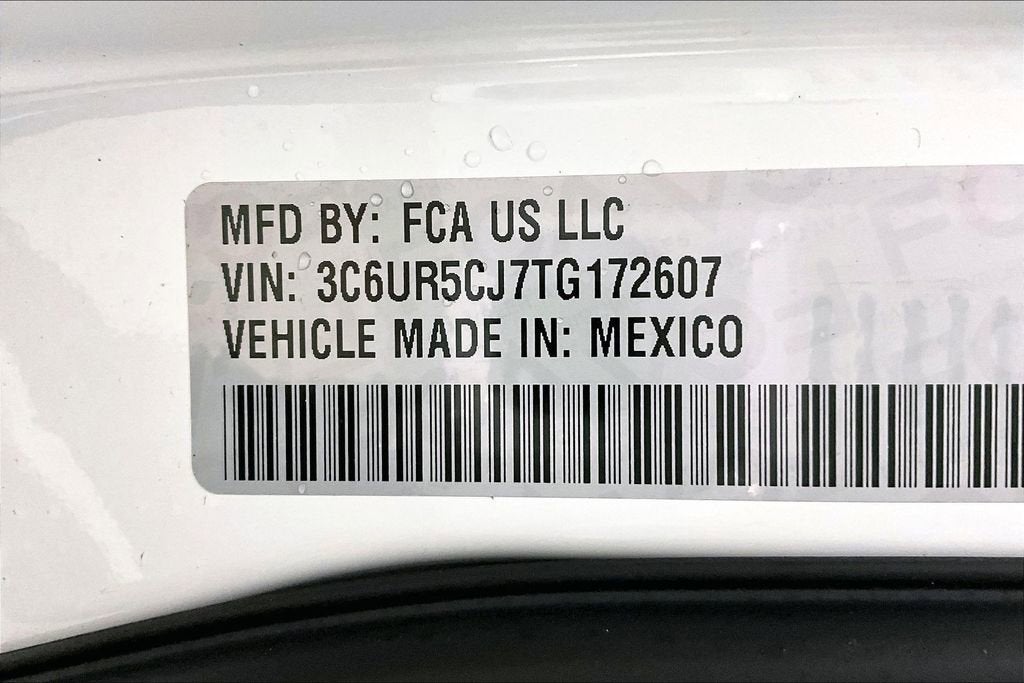 MFD BY: FCA US LLC
VIN: 3C6UR5CJ7TG172607
VEHICLE MADE IN: MEXICO